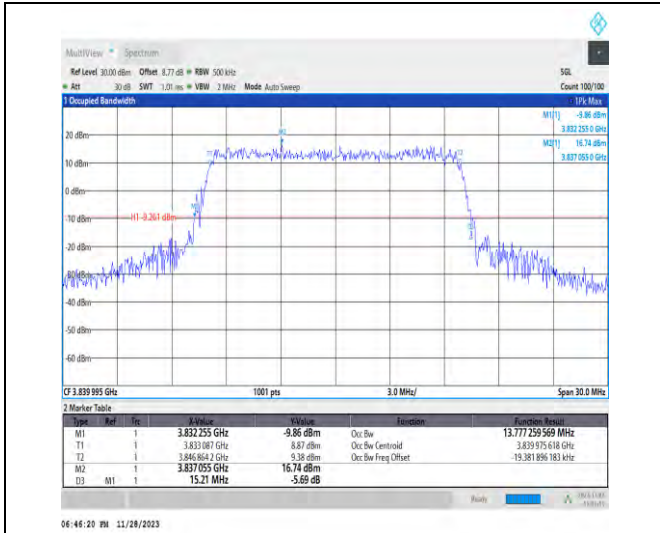 MultiView Spectrum
Ref Level 30.00 dBm Offset 8.77 dB RBW 500 kHz SGL
Att 30 dB SWT 1.01 ms VBW 2 MHz Mode Auto Sweep Count 100/100
1 Occupied Bandwidth 1Pk Max
M1[1] -9.86 dBm
3.832 255 0 GHz
M2[1] 16.74 dBm
3.837 055 0 GHz
20 dBm
10 dBm
0 dBm
-10 dBm
-20 dBm
-30 dBm
-40 dBm
-50 dBm
-60 dBm
M2
T2
CF 3.839 995 GHz 1001 pts 3.0 MHz/ Span 30.0 MHz
2 Marker Table
Type Ref Trc X-Value Y-Value Function Function Result
M1 1 3.832 255 GHz -9.86 dBm Occ Bw 13.777 259 569 MHz
T1 1 3.833 087 GHz 8.87 dBm Occ Bw Centroid 3.839 975 618 GHz
T2 1 3.846 864 2 GHz 9.38 dBm Occ Bw Freq Offset -19.381 896 183 kHz
M2 1 3.837 055 GHz 16.74 dBm
D3 M1 1 15.21 MHz -5.69 dB
Ready
06:46:20 PM 11/28/2023